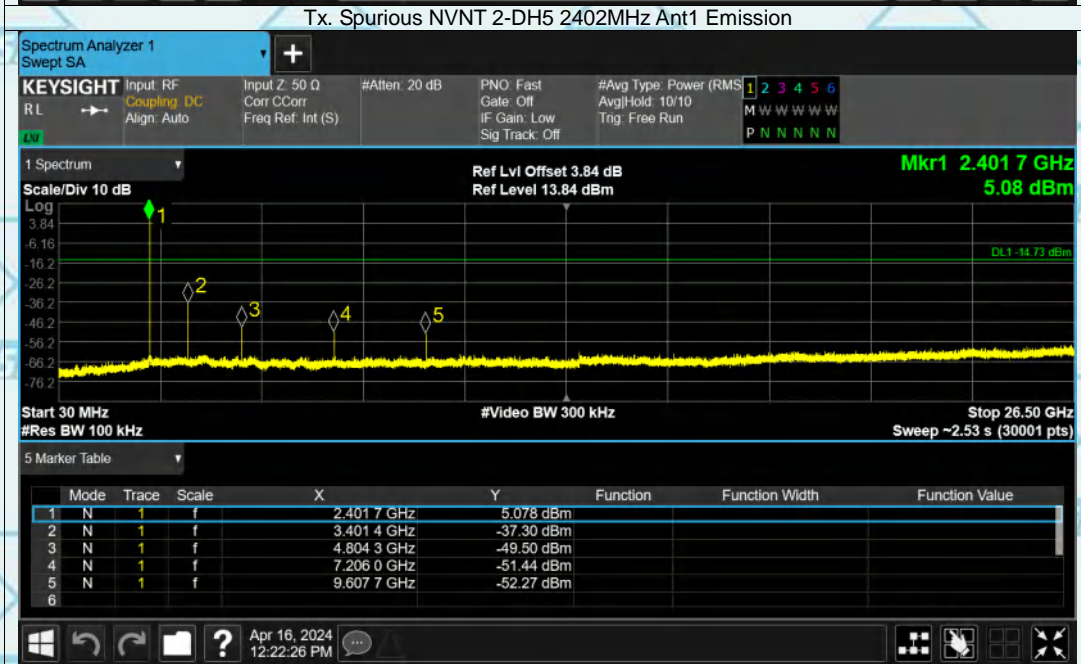 Tx. Spurious NVNT 2-DH5 2402MHz Ant1 Emission
Spectrum Analyzer 1
Swept SA
+
KEYSIGHT Input: RF Input Z: 50 Ω #Atten: 20 dB PNO: Fast #Avg Type: Power (RMS 1 2 3 4 5 6
RL Coupling: DC Corr CCorr Gate: Off Avg|Hold: 10/10 M W W W W W
Align: Auto Freq Ref: Int (S) IF Gain: Low Trig: Free Run
LXI Sig Track: Off P N N N N N
1 Spectrum Ref Lvl Offset 3.84 dB Mkr1 2.401 7 GHz
Scale/Div 10 dB Ref Level 13.84 dBm 5.08 dBm
Log
1
3.84
-6.16
DL1 -14.73 dBm
-16.2
-26.2
2
-36.2
3 4 5
-46.2
-56.2
-66.2
-76.2
Start 30 MHz #Video BW 300 kHz Stop 26.50 GHz
#Res BW 100 kHz Sweep ~2.53 s (30001 pts)
5 Marker Table
Mode Trace Scale X Y Function Function Width Function Value
1 N 1 f 2.401 7 GHz 5.078 dBm
2 N 1 f 3.401 4 GHz -37.30 dBm
3 N 1 f 4.804 3 GHz -49.50 dBm
4 N 1 f 7.206 0 GHz -51.44 dBm
5 N 1 f 9.607 7 GHz -52.27 dBm
6
? Apr 16, 2024
12:22:26 PM